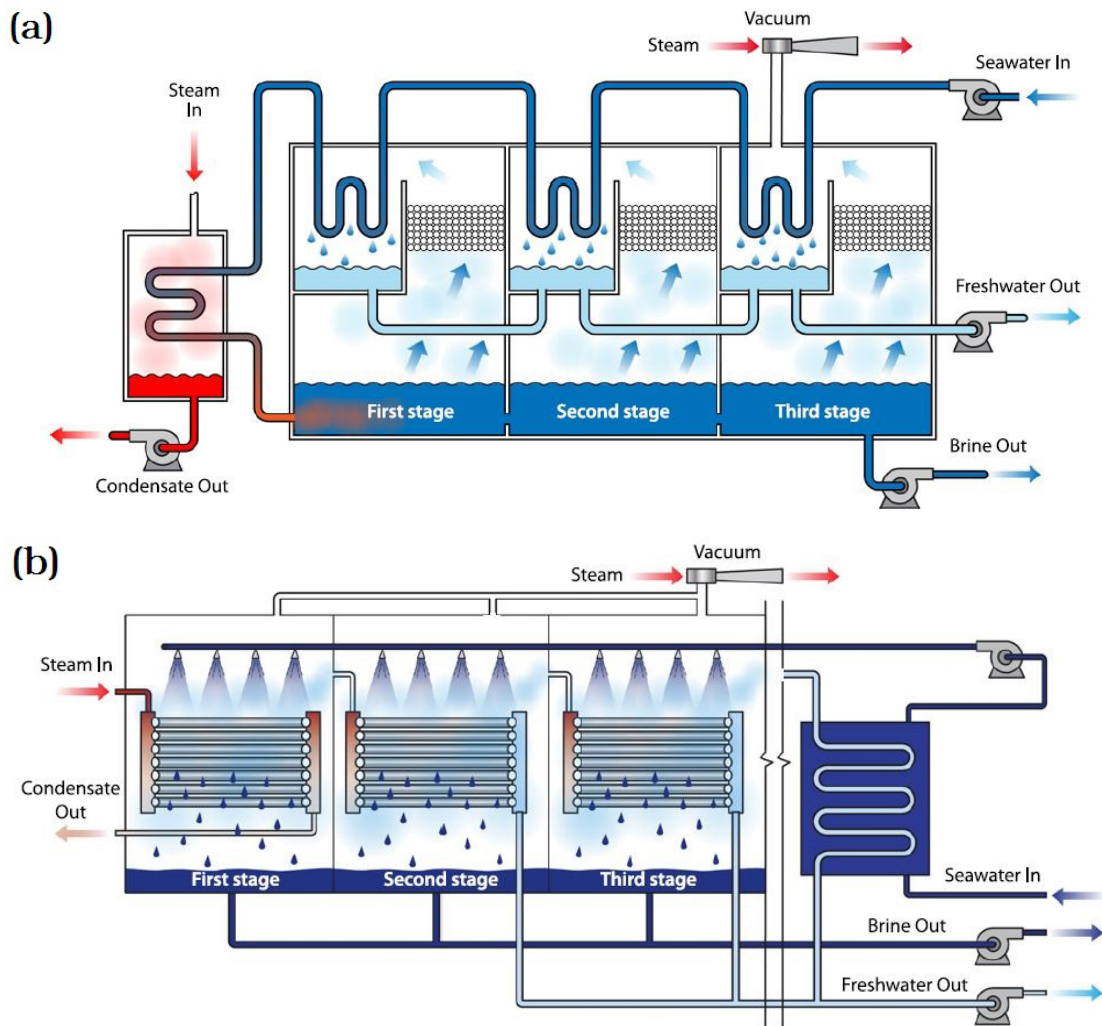 (a)
Vacuum
Steam
Seawater In
Steam
In
Freshwater Out
First stage
Second stage
Third stage
Brine Out
Condensate Out
(b)
Vacuum
Steam
Steam In
Condensate
Out
First stage
Second stage
Third stage
Seawater In
Brine Out
Freshwater Out